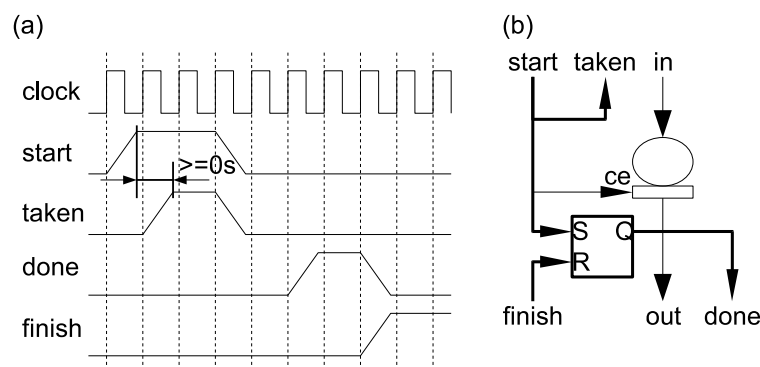 (a)
clock
start
>=0s
taken
done
finish
(b)
start taken in
ce
S Q
R
finish out done